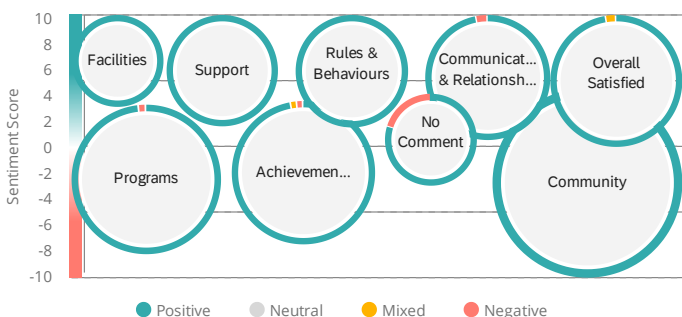 Sentiment Score
10
8
6
4
2
0
-2
-4
-6
-8
-10
Facilities
Support
Rules &
Behaviours
Communicat...
& Relationsh...
Overall
Satisfied
No
Comment
Programs
Achievemen...
Community
Positive
Neutral
Mixed
Negative